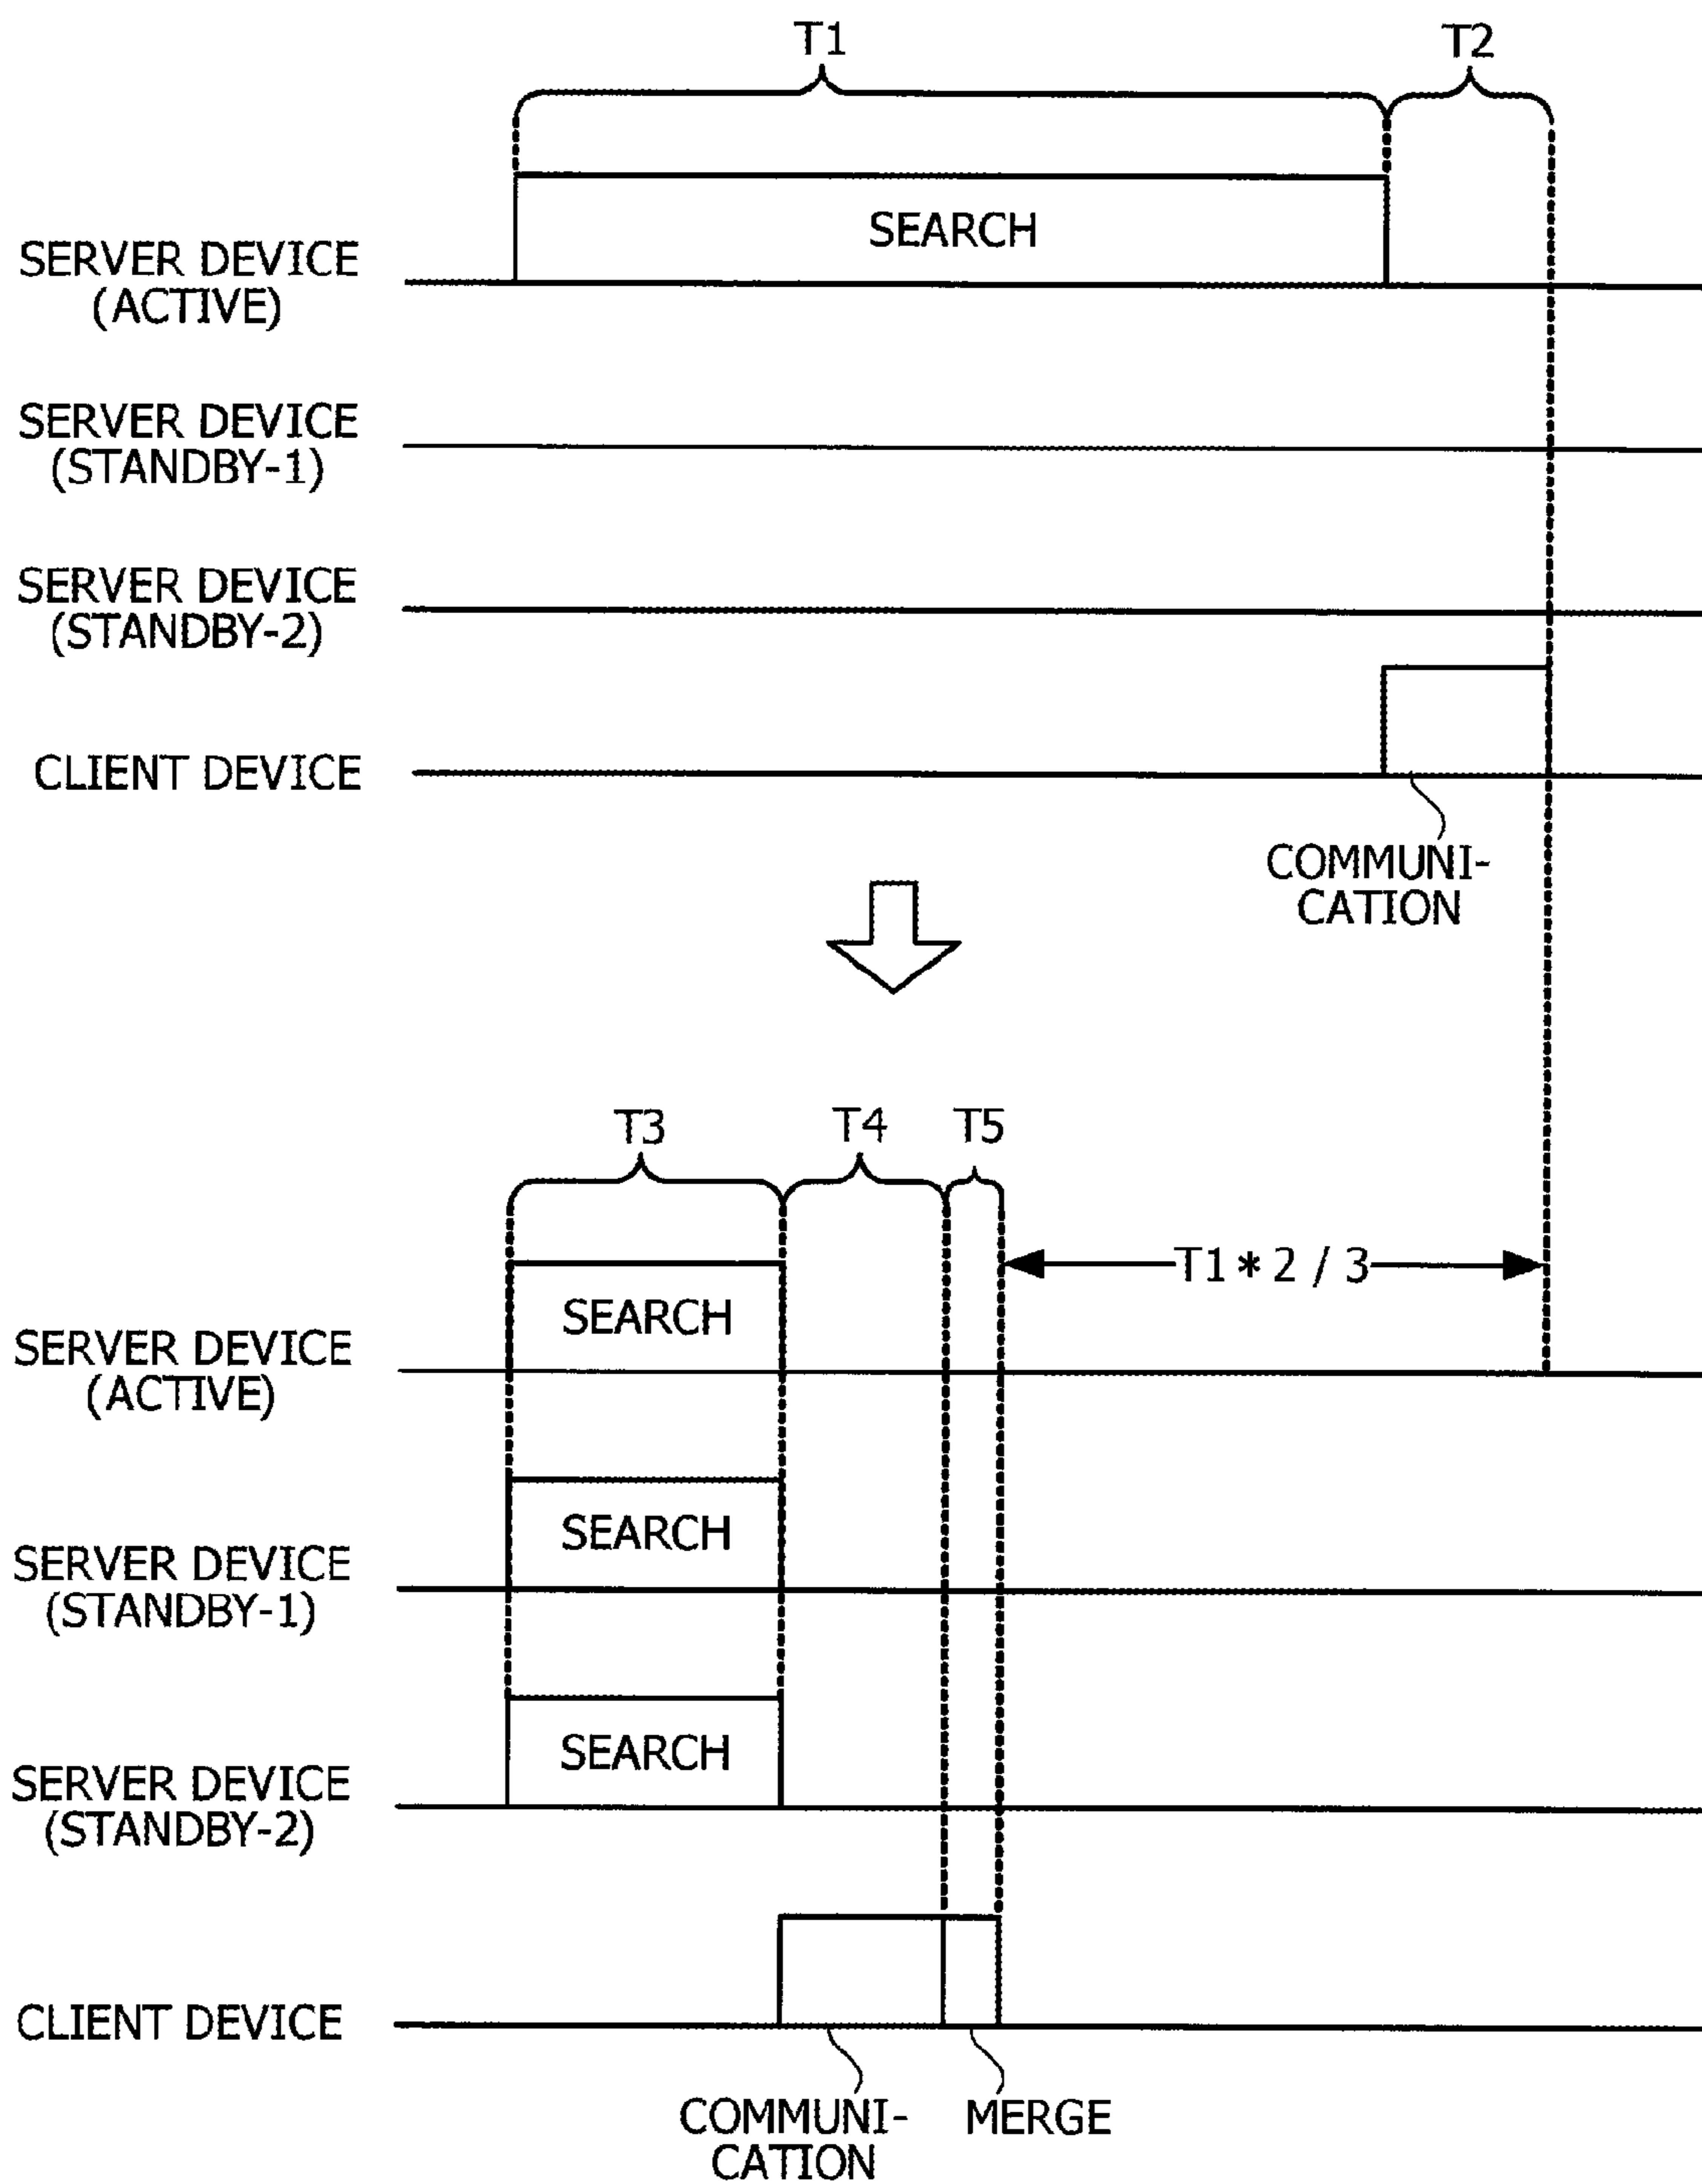 T1
T2
SEARCH
SERVER DEVICE
(ACTIVE)
SERVER DEVICE
(STANDBY-1)
SERVER DEVICE
(STANDBY-2)
CLIENT DEVICE
COMMUNI-
CATION
T3
T4
T5
T1 * 2 / 3
SEARCH
SERVER DEVICE
(ACTIVE)
SEARCH
SERVER DEVICE
(STANDBY-1)
SEARCH
SERVER DEVICE
(STANDBY-2)
CLIENT DEVICE
COMMUNI-
CATION
MERGE